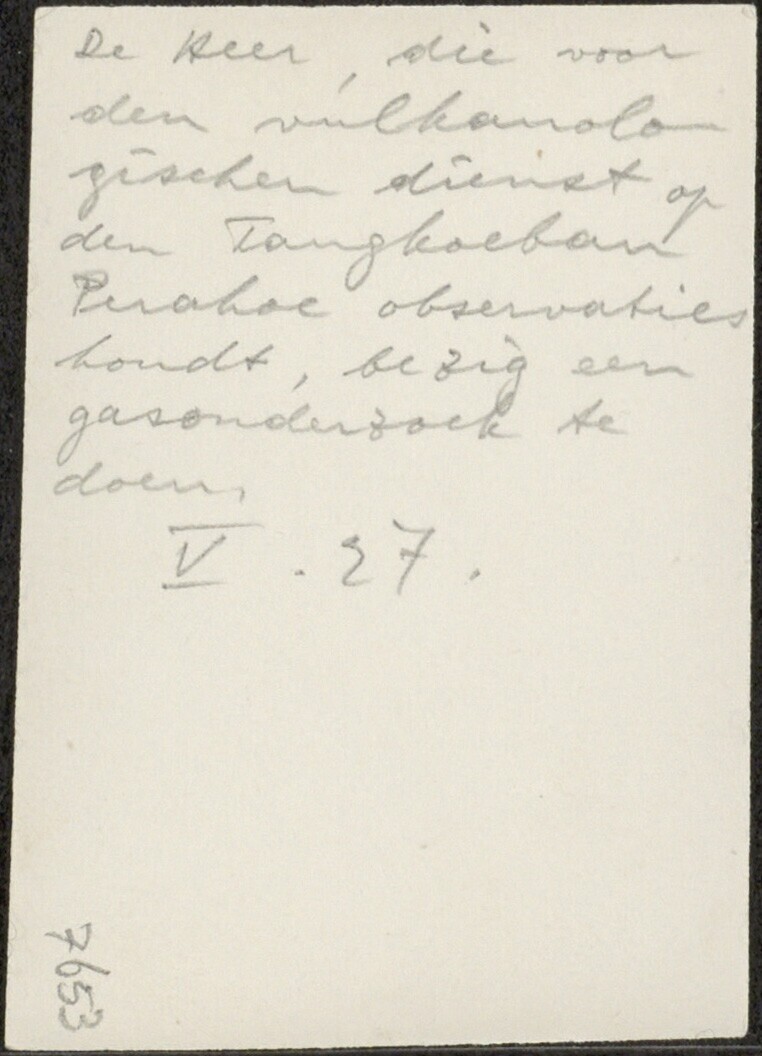 De Heer, die voor
den vulkanolo
gischen dienst op
den Tangkoeban
Perahoe observaties
houdt, bezig een
gasonderzoek te
doen.
V. 27.
7653